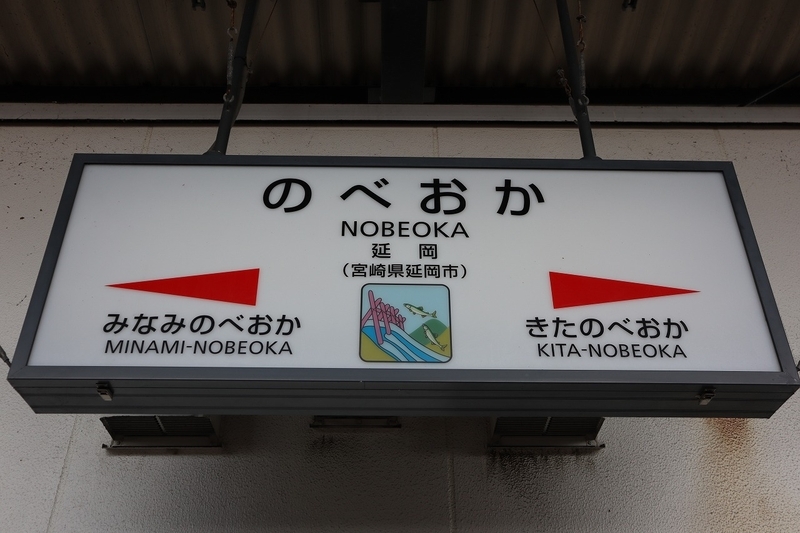 のべおか
NOBEOKA
延岡
（宮崎県延岡市）
みなみのべおか
MINAMI-NOBEOKA
きたのべおか
KITA-NOBEOKA